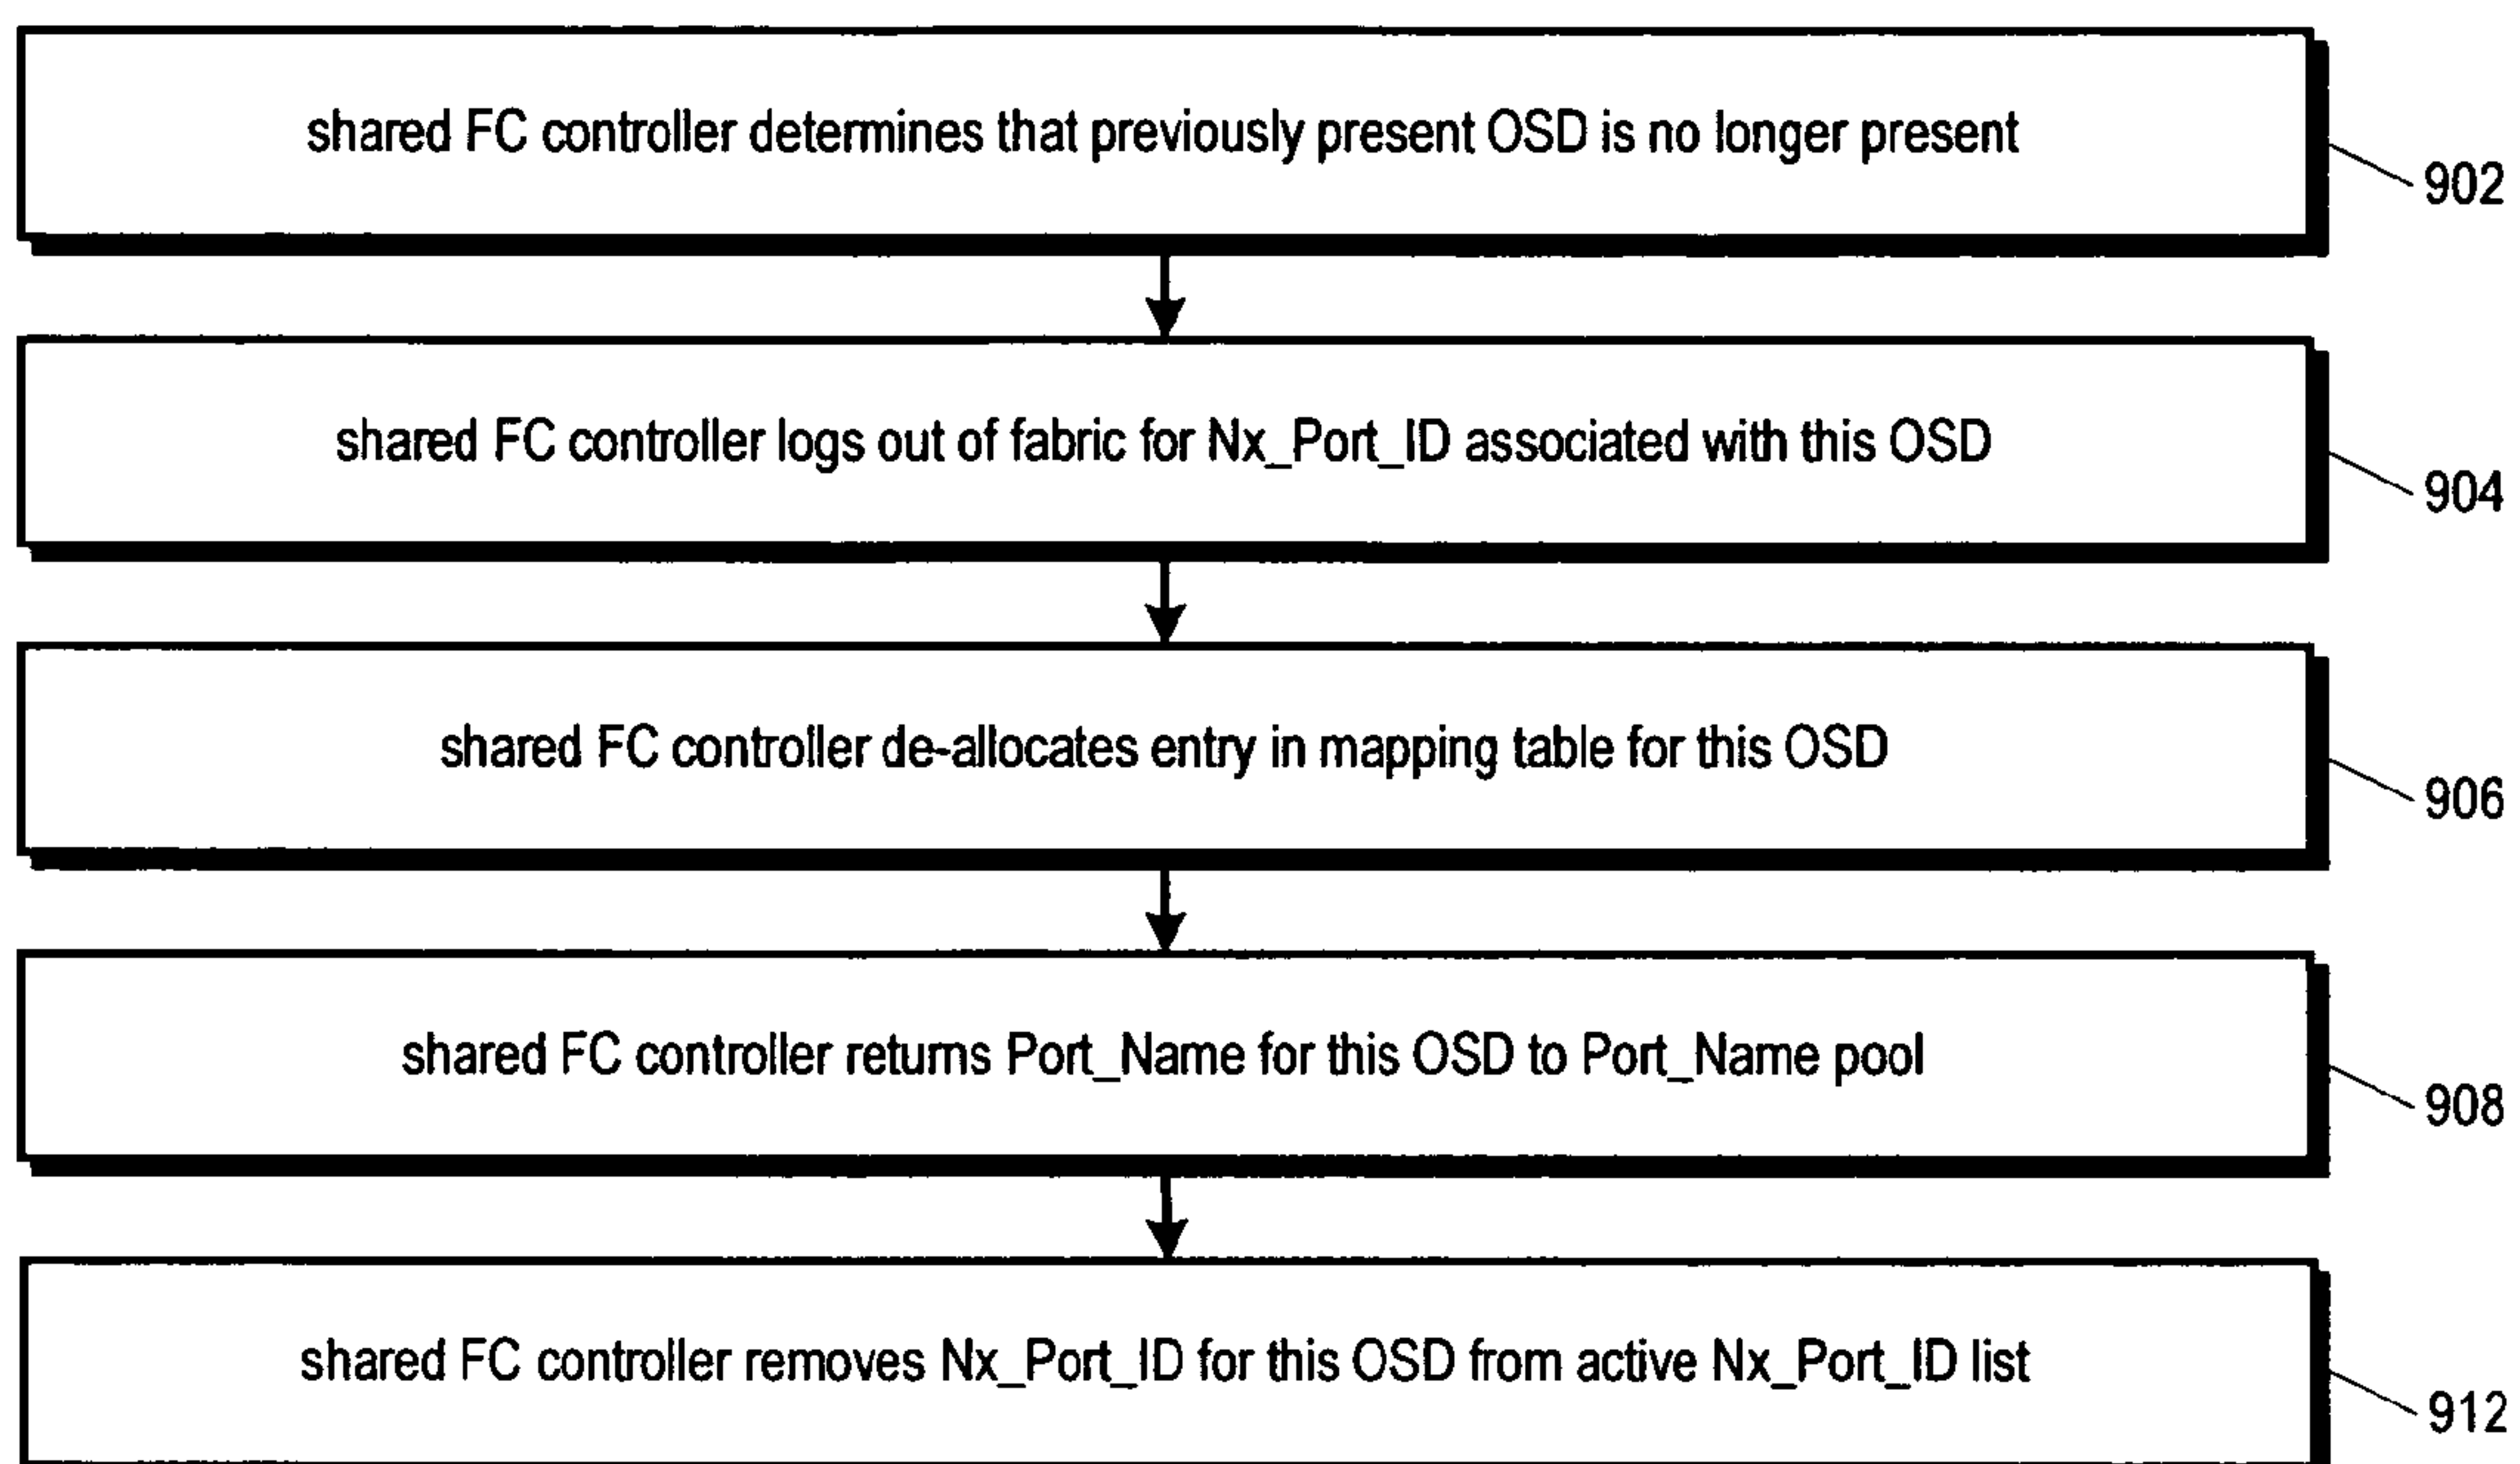 shared FC controller determines that previously present OSD is no longer present
902
shared FC controller logs out of fabric for Nx_Port_ID associated with this OSD
904
shared FC controller de-allocates entry in mapping table for this OSD
906
shared FC controller returns Port_Name for this OSD to Port_Name pool
908
shared FC controller removes Nx_Port_ID for this OSD from active Nx_Port_ID list
912